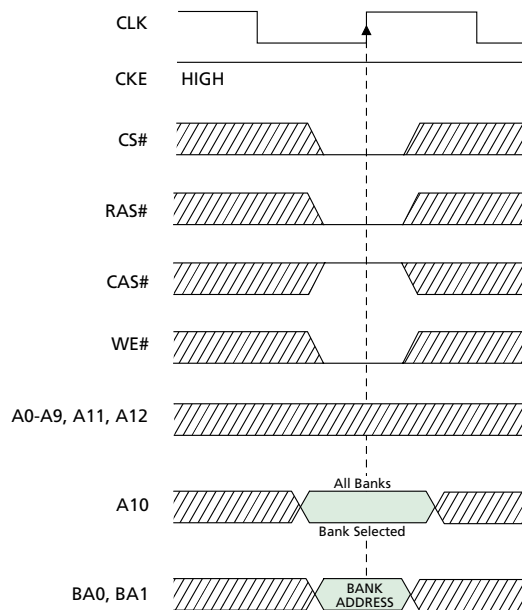 CLK
CKE HIGH
CS#
RAS#
CAS#
WE#
A0-A9, A11, A12
All Banks
A10
Bank Selected
BA0, BA1
BANK
ADDRESS